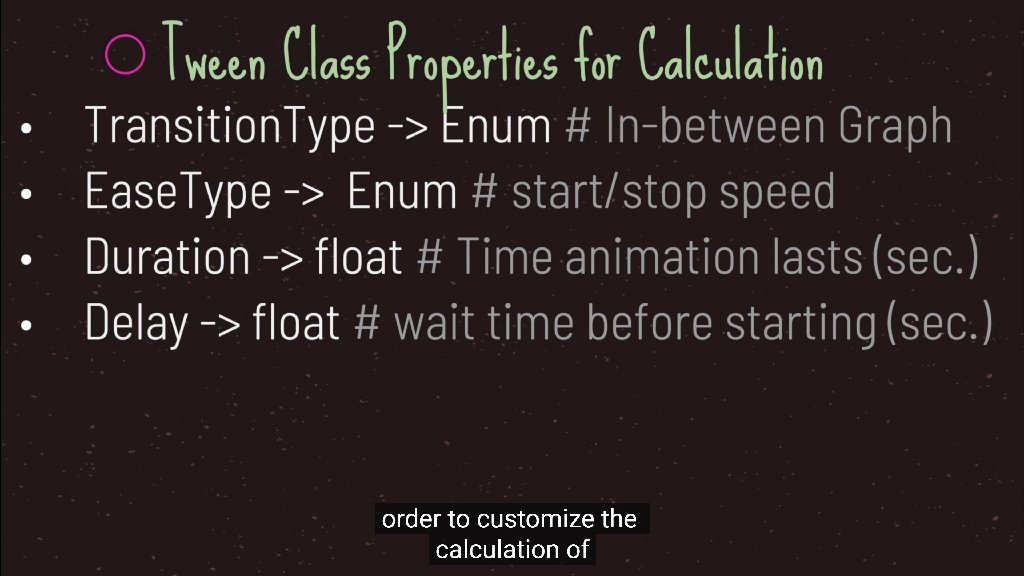 Tween Class Properties for Calculation
• TransitionType -> Enum # In-between Graph
• EaseType -> Enum # start/stop speed
• Duration -> float # Time animation lasts (sec.)
• Delay -> float # wait time before starting (sec.)
order to customize the
calculation of